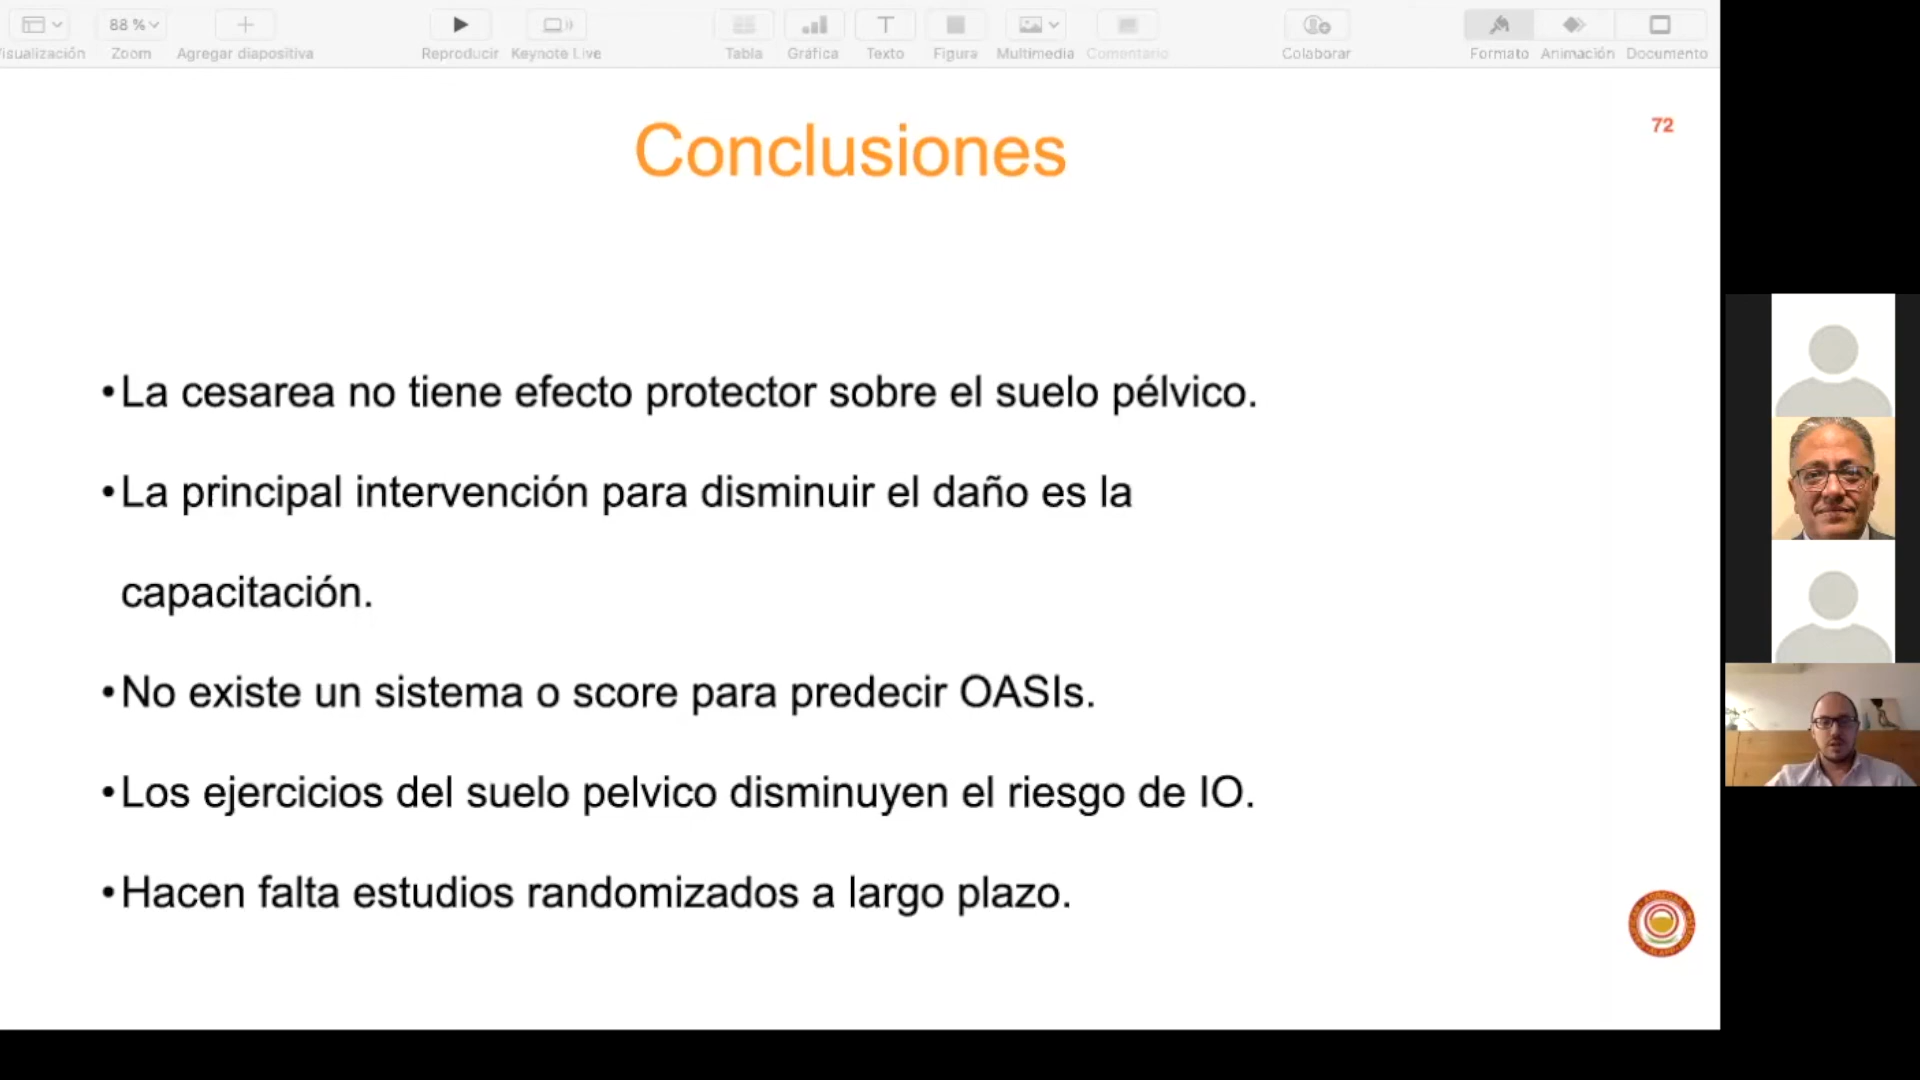 88 %
Zoom
Agregar diapositiva
Reproducir
Keynote Live
Tabla
Gráfica
Texto
Figura
Multimedia
Comentario
Colaborar
Formato
Animación
Documento
Conclusiones
72
•La cesarea no tiene efecto protector sobre el suelo pélvico.
•La principal intervención para disminuir el daño es la
capacitación.
•No existe un sistema o score para predecir OASIs.
•Los ejercicios del suelo pelvico disminuyen el riesgo de IO.
•Hacen falta estudios randomizados a largo plazo.